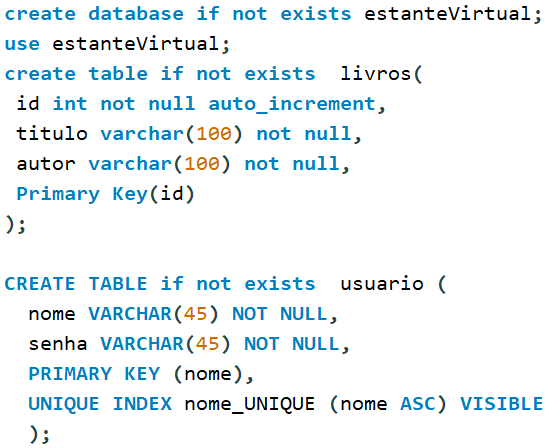 create database if not exists estanteVirtual;
use estanteVirtual;
create table if not exists  livros(
 id int not null auto_increment,
 titulo varchar(100) not null,
 autor varchar(100) not null,
 Primary Key(id)
);

CREATE TABLE if not exists  usuario (
  nome VARCHAR(45) NOT NULL,
  senha VARCHAR(45) NOT NULL,
  PRIMARY KEY (nome),
  UNIQUE INDEX nome_UNIQUE (nome ASC) VISIBLE
  );